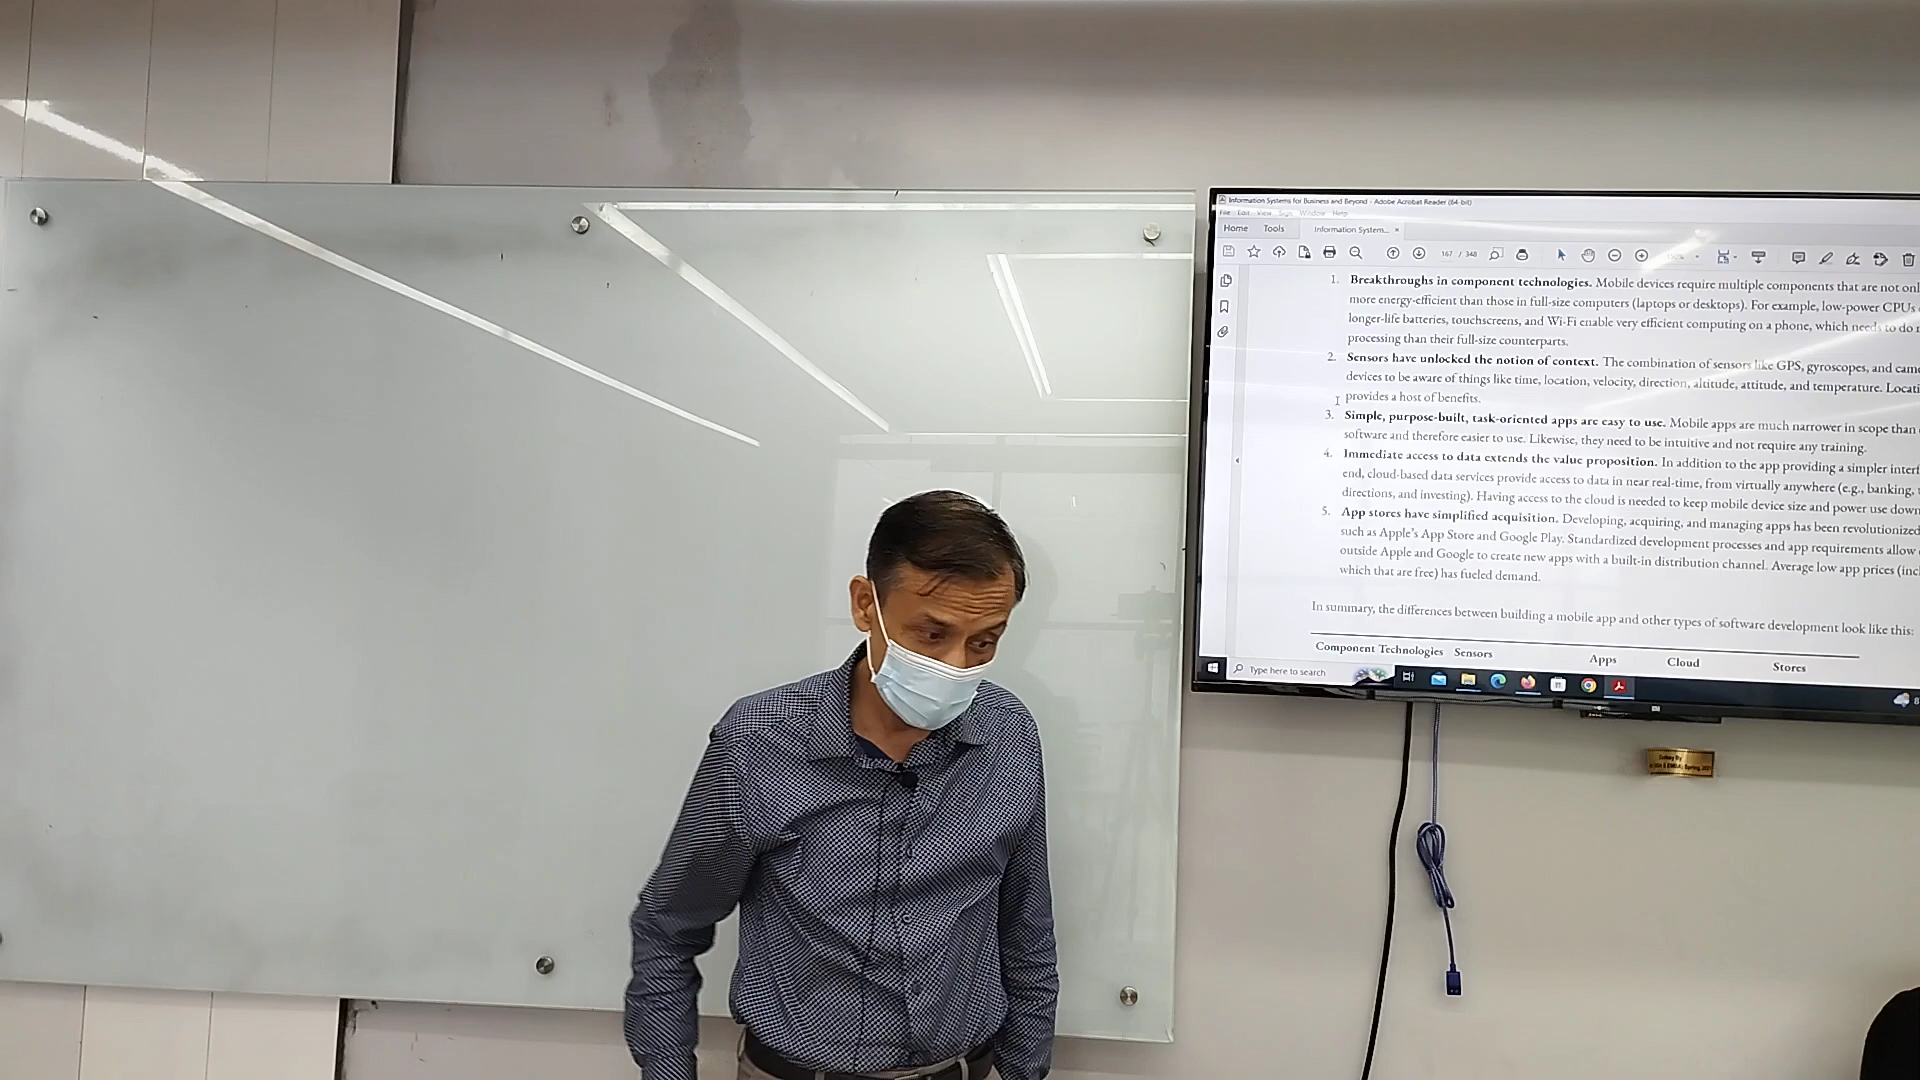 Information Systems for Business and Beyond - Adobe Acrobat Reader (64-bit)
File Edit View Sign Window Help
Home Tools Information System... ×
167 / 348
1. Breakthroughs in component technologies. Mobile devices require multiple components that are not onl
more energy-efficient than those in full-size computers (laptops or desktops). For example, low-power CPUs
longer-life batteries, touchscreens, and Wi-Fi enable very efficient computing on a phone, which needs to do
processing than their full-size counterparts.
2. Sensors have unlocked the notion of context. The combination of sensors like GPS, gyroscopes, and came
devices to be aware of things like time, location, velocity, direction, altitude, attitude, and temperature. Locati
provides a host of benefits.
3. Simple, purpose-built, task-oriented apps are easy to use. Mobile apps are much narrower in scope than
software and therefore easier to use. Likewise, they need to be intuitive and not require any training.
4. Immediate access to data extends the value proposition. In addition to the app providing a simpler interf
end, cloud-based data services provide access to data in near real-time, from virtually anywhere (e.g., banking,
directions, and investing). Having access to the cloud is needed to keep mobile device size and power use down
5. App stores have simplified acquisition. Developing, acquiring, and managing apps has been revolutionized
such as Apple's App Store and Google Play. Standardized development processes and app requirements allow
outside Apple and Google to create new apps with a built-in distribution channel. Average low app prices (inc
which that are free) has fueled demand.
In summary, the differences between building a mobile app and other types of software development look like this:
Component Technologies Sensors Apps Cloud Stores
Type here to search